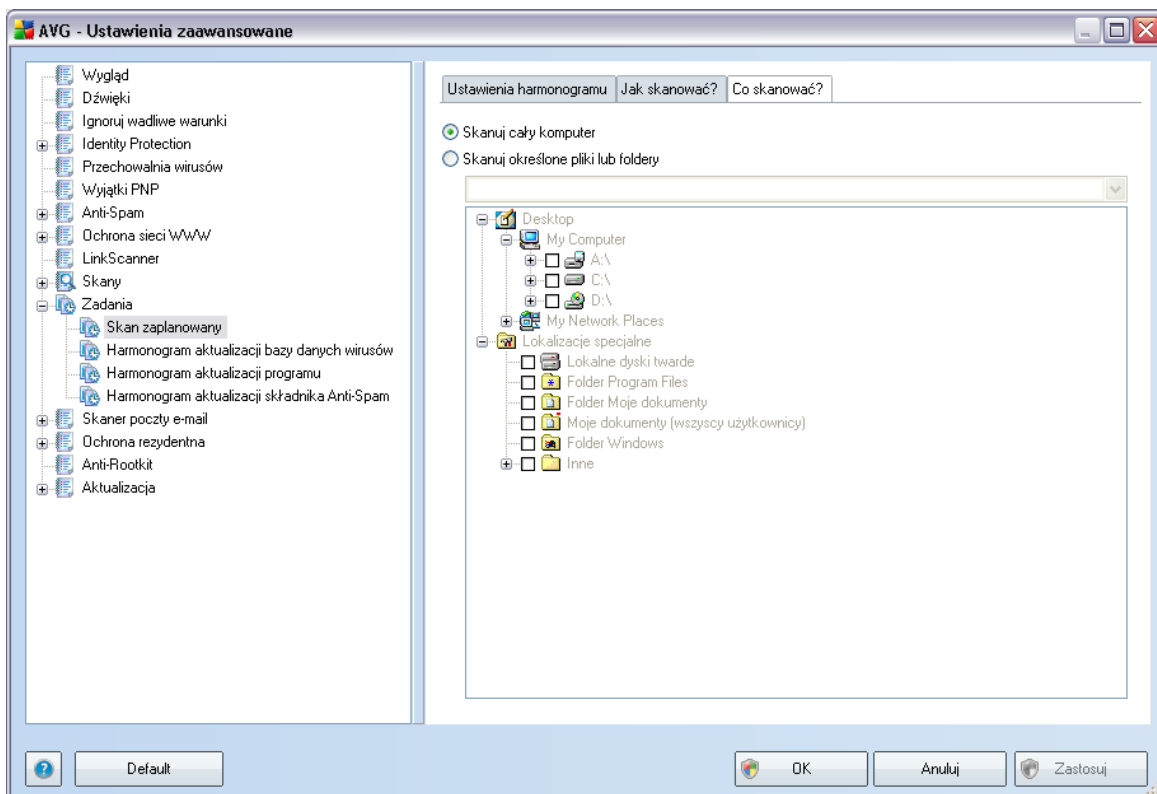 AVG - Ustawienia zaawansowane
Wygląd
Dźwięki
Ignoruj wadliwe warunki
Identity Protection
Przechowalnia wirusów
Wyjątki PNP
Anti-Spam
Ochrona sieci WWW
LinkScanner
Skany
Zadania
Skan zaplanowany
Harmonogram aktualizacji bazy danych wirusów
Harmonogram aktualizacji programu
Harmonogram aktualizacji składnika Anti-Spam
Skaner poczty e-mail
Ochrona rezydentna
Anti-Rootkit
Aktualizacja
Ustawienia harmonogramu Jak skanować? Co skanować?
Skanuj cały komputer
Skanuj określone pliki lub foldery
Desktop
My Computer
A:\
C:\
D:\
My Network Places
Lokalizacje specjalne
Lokalne dyski twarde
Folder Program Files
Folder Moje dokumenty
Moje dokumenty (wszyscy użytkownicy)
Folder Windows
Inne
Default OK Anuluj Zastosuj